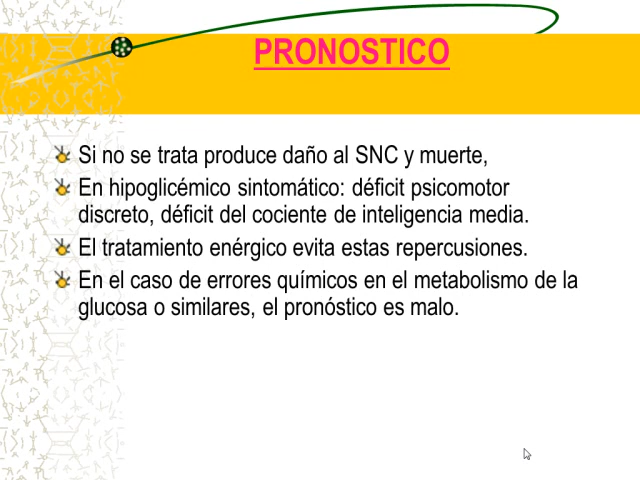 PRONOSTICO
Si no se trata produce daño al SNC y muerte,
En hipoglicémico sintomático: déficit psicomotor
discreto, déficit del cociente de inteligencia media.
El tratamiento enérgico evita estas repercusiones.
En el caso de errores químicos en el metabolismo de la
glucosa o similares, el pronóstico es malo.